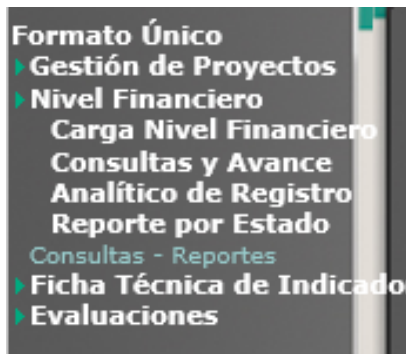 Formato Único
Gestión de Proyectos
Nivel Financiero
Carga Nivel Financiero
Consultas y Avance
Analítico de Registro
Reporte por Estado
Consultas - Reportes
Ficha Técnica de Indicado
Evaluaciones